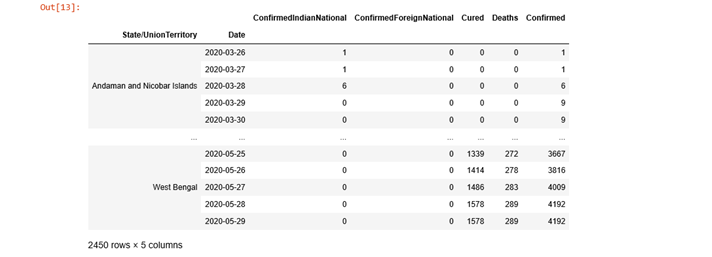 Out[13]:
ConfirmedIndianNational ConfirmedForeignNational Cured Deaths Confirmed
State/UnionTerritory Date
2020-03-26 1 0 0 0 1
2020-03-27 1 0 0 0 1
Andaman and Nicobar Islands 2020-03-28 6 0 0 0 6
2020-03-29 0 0 0 0 9
2020-03-30 0 0 0 0 9
... ... ... ... ... ... ...
2020-05-25 0 0 1339 272 3667
2020-05-26 0 0 1414 278 3816
West Bengal 2020-05-27 0 0 1486 283 4009
2020-05-28 0 0 1578 289 4192
2020-05-29 0 0 1578 289 4192
2450 rows × 5 columns